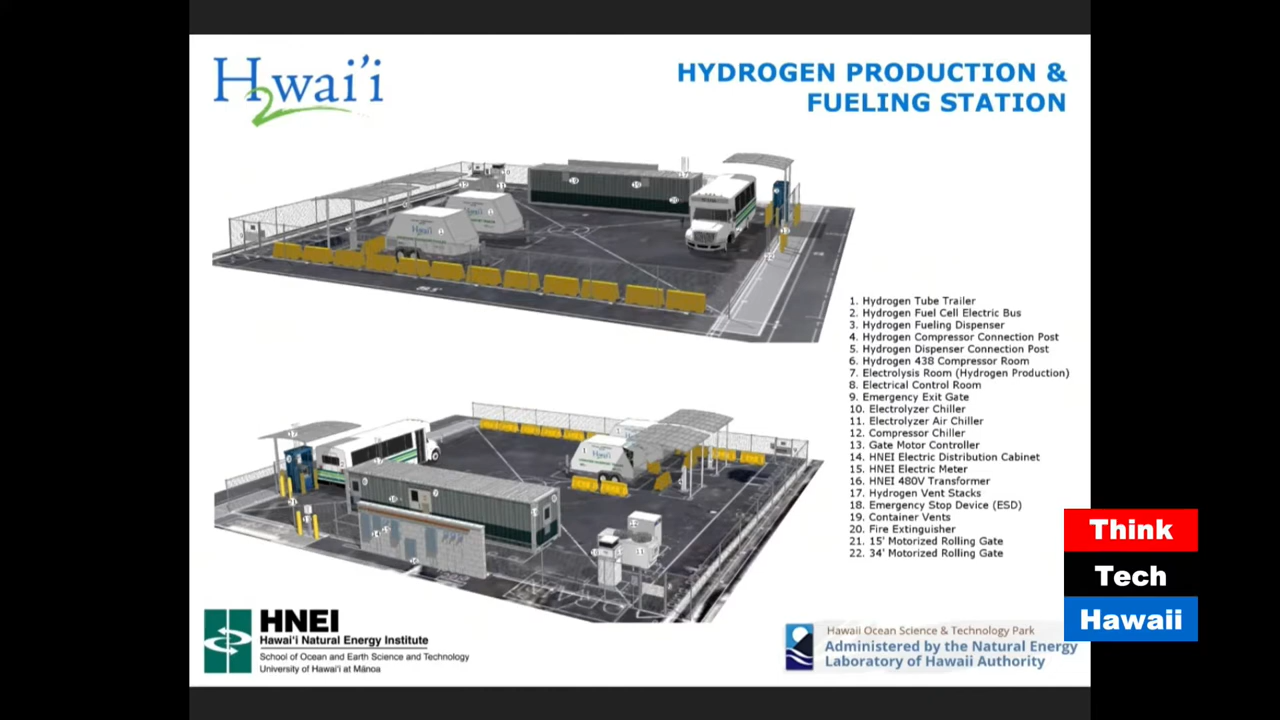 H2wai'i
HYDROGEN PRODUCTION &
FUELING STATION
1. Hydrogen Tube Trailer
2. Hydrogen Fuel Cell Electric Bus
3. Hydrogen Fueling Dispenser
4. Hydrogen Compressor Connection Post
5. Hydrogen Dispenser Connection Post
6. Hydrogen 438 Compressor Room
7. Electrolysis Room (Hydrogen Production)
8. Electrical Control Room
9. Emergency Exit Gate
10. Electrolyzer Chiller
11. Electrolyzer Air Chiller
12. Compressor Chiller
13. Gate Motor Controller
14. HNEI Electric Distribution Cabinet
15. HNEI Electric Meter
16. HNEI 480V Transformer
17. Hydrogen Vent Stacks
18. Emergency Stop Device (ESD)
19. Container Vents
20. Fire Extinguisher
21. 15' Motorized Rolling Gate
22. 34' Motorized Rolling Gate
Think
Tech
Hawaii
HNEI
Hawai'i Natural Energy Institute
School of Ocean and Earth Science and Technology
University of Hawai'i at Mānoa
Hawaii Ocean Science & Technology Park
Administered by the Natural Energy
Laboratory of Hawaii Authority